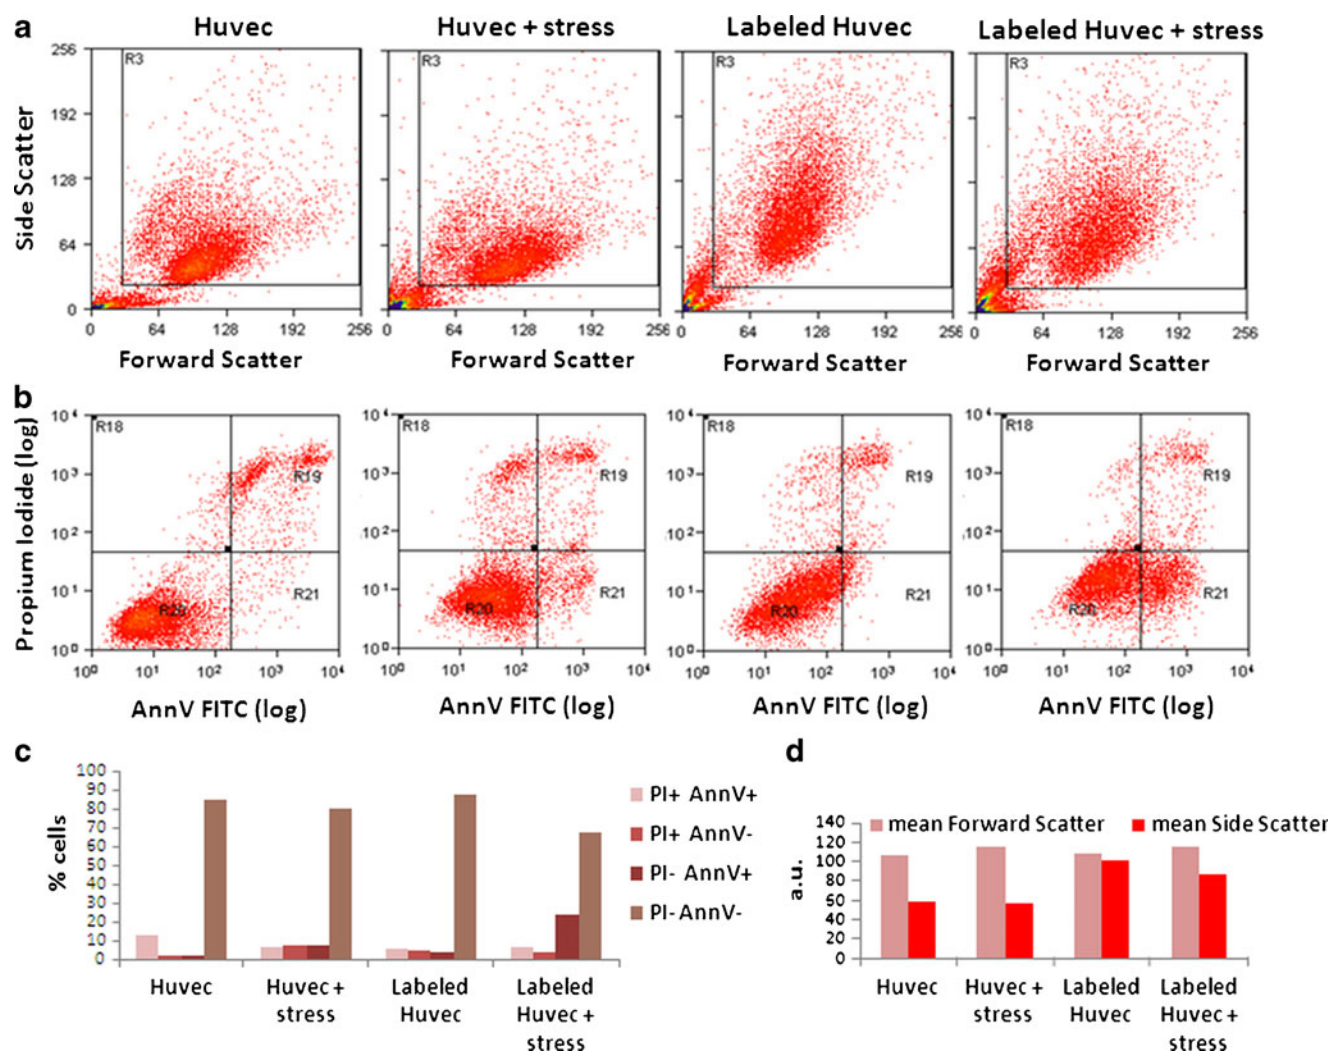 a
Huvec
Huvec + stress
Labeled Huvec
Labeled Huvec + stress
Side Scatter
256
192
128
64
0
R3
R3
R3
R3
0 64 128 192 256
0 64 128 192 256
0 64 128 192 256
0 64 128 192 256
Forward Scatter
Forward Scatter
Forward Scatter
Forward Scatter
b
Propium Iodide (log)
10⁴
10³
10²
10¹
10⁰
R18
R19
R20
R21
10⁰ 10¹ 10² 10³ 10⁴
10⁴
10³
10²
10¹
10⁰
R18
R19
R20
R21
10⁰ 10¹ 10² 10³ 10⁴
10⁴
10³
10²
10¹
10⁰
R18
R19
R20
R21
10⁰ 10¹ 10² 10³ 10⁴
10⁴
10³
10²
10¹
10⁰
R18
R19
R20
R21
10⁰ 10¹ 10² 10³ 10⁴
AnnV FITC (log)
AnnV FITC (log)
AnnV FITC (log)
AnnV FITC (log)
c
% cells
100
90
80
70
60
50
40
30
20
10
0
Huvec
Huvec +
stress
Labeled
Huvec
Labeled
Huvec +
stress
PI+ AnnV+
PI+ AnnV-
PI- AnnV+
PI- AnnV-
d
a.u.
140
120
100
80
60
40
20
0
mean Forward Scatter
mean Side Scatter
Huvec
Huvec +
stress
Labeled
Huvec
Labeled
Huvec +
stress